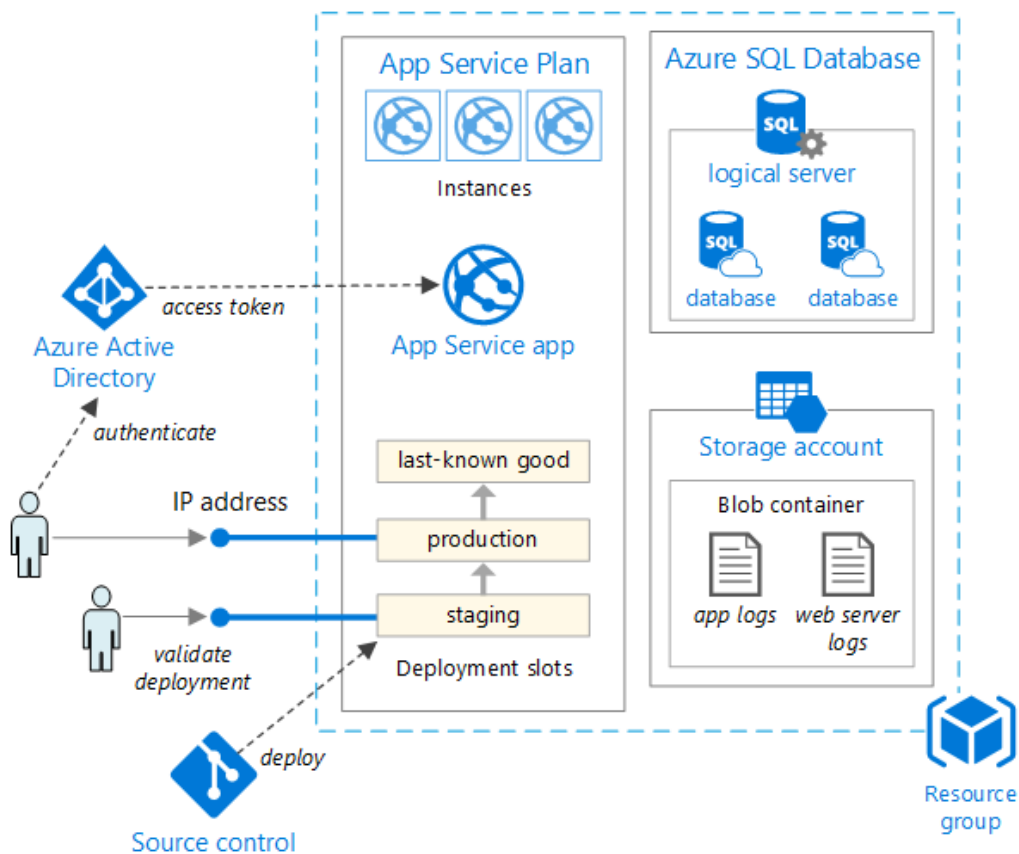 App Service Plan
Instances
Azure SQL Database
SQL
logical server
SQL
SQL
database
database
access token
App Service app
Azure Active
Directory
authenticate
last-known good
IP address
production
staging
validate
deployment
Deployment slots
deploy
Source control
Storage account
Blob container
app logs
web server
logs
Resource
group